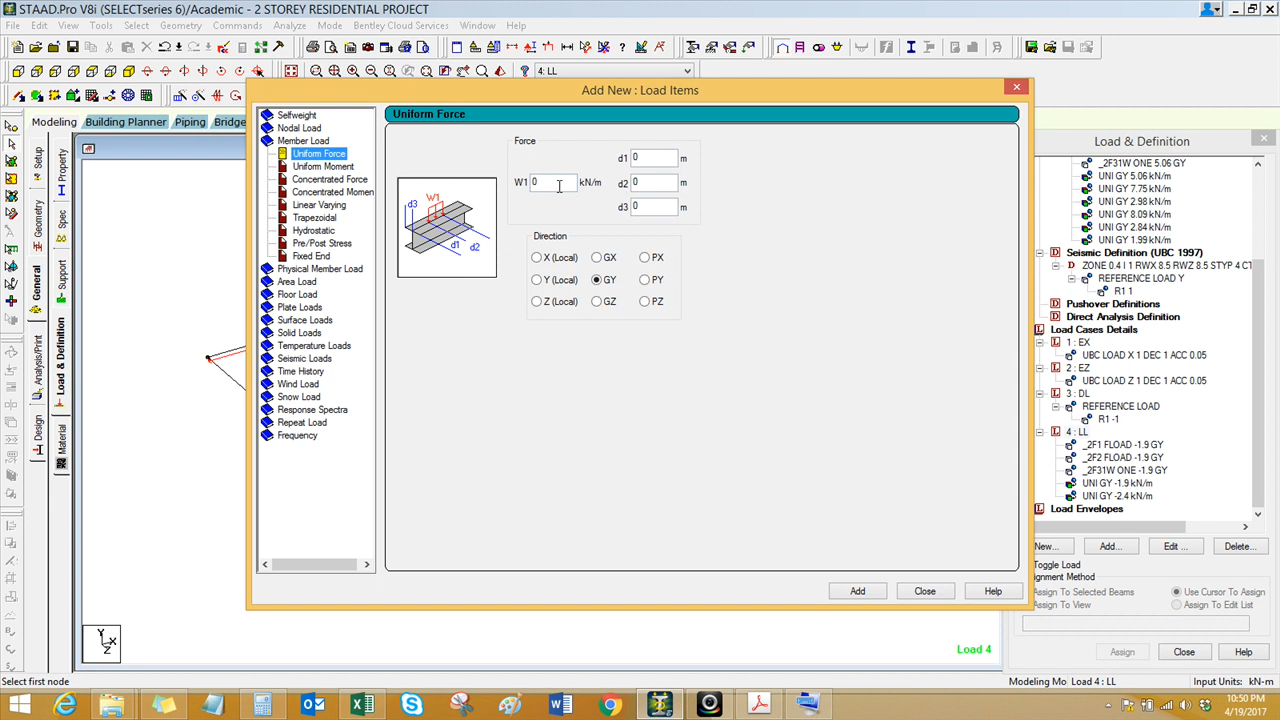 STAAD.Pro V8i (SELECTseries 6)/Academic - 2 STOREY RESIDENTIAL PROJECT
File Edit View Tools Select Geometry Commands Analyze Mode Bentley Cloud Services Window Help
4: LL
Modeling Building Planner Piping Bridge
Add New : Load Items
Selfweight
Nodal Load
Member Load
Uniform Force
Uniform Moment
Concentrated Force
Concentrated Momen
Linear Varying
Trapezoidal
Hydrostatic
Pre/Post Stress
Fixed End
Physical Member Load
Area Load
Floor Load
Plate Loads
Surface Loads
Solid Loads
Temperature Loads
Seismic Loads
Time History
Wind Load
Snow Load
Response Spectra
Repeat Load
Frequency
Uniform Force
Force
d1 0 m
W1 0 kN/m d2 0 m
d3 0 m
W1
d3
d1 d2
Direction
X (Local) GX PX
Y (Local) GY PY
Z (Local) GZ PZ
Add Close Help
Setup
Property
Geometry
Spec
General
Support
Analysis/Print
Load & Definition
Design
Material
Load & Definition
_2F31W ONE 5.06 GY
UNI GY -5.06 kN/m
UNI GY -7.75 kN/m
UNI GY -2.98 kN/m
UNI GY -8.09 kN/m
UNI GY -2.84 kN/m
UNI GY -1.99 kN/m
Seismic Definition (UBC 1997)
ZONE 0.4 I 1 RWX 8.5 RWZ 8.5 STYP 4 CT
REFERENCE LOAD Y
R1 1
Pushover Definitions
Direct Analysis Definition
Load Cases Details
1 : EX
UBC LOAD X 1 DEC 1 ACC 0.05
2 : EZ
UBC LOAD Z 1 DEC 1 ACC 0.05
3 : DL
REFERENCE LOAD
R1 -1
4 : LL
_2F1 FLOAD -1.9 GY
_2F2 FLOAD -1.9 GY
_2F31W ONE -1.9 GY
UNI GY -1.9 kN/m
UNI GY -2.4 kN/m
Load Envelopes
New... Add... Edit ... Delete...
Toggle Load
signment Method
Assign To Selected Beams Use Cursor To Assign
Assign To View Assign To Edit List
Assign Close Help
Y
X
Z
Load 4
Select first node
Modeling Mo Load 4 : LL Input Units: kN-m
10:50 PM
4/19/2017